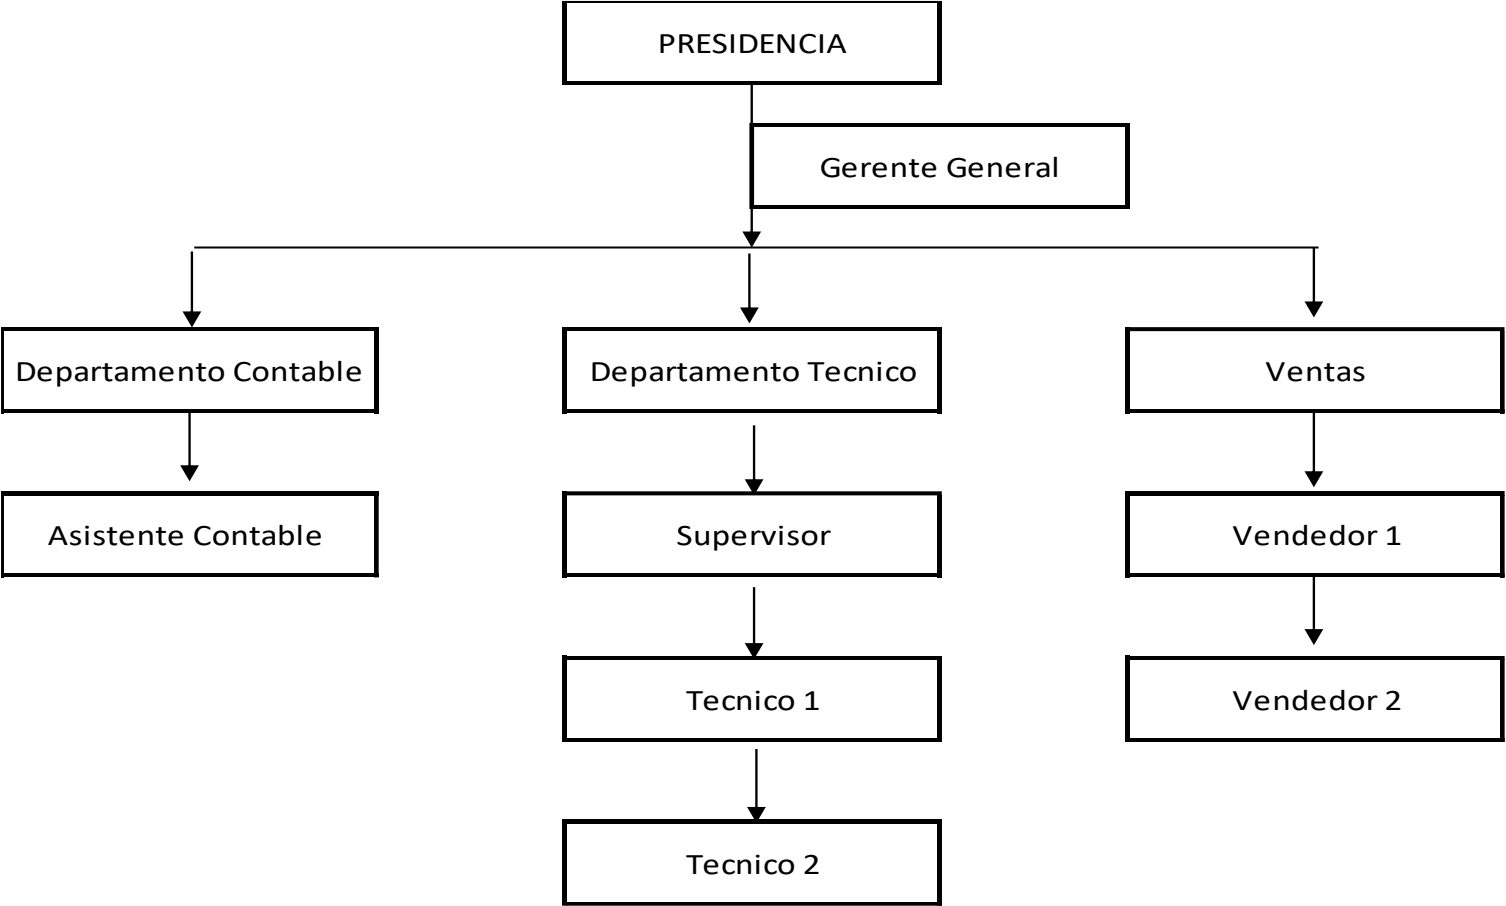 PRESIDENCIA
Gerente General
Departamento Contable
Departamento Tecnico
Ventas
Asistente Contable
Supervisor
Vendedor 1
Tecnico 1
Vendedor 2
Tecnico 2